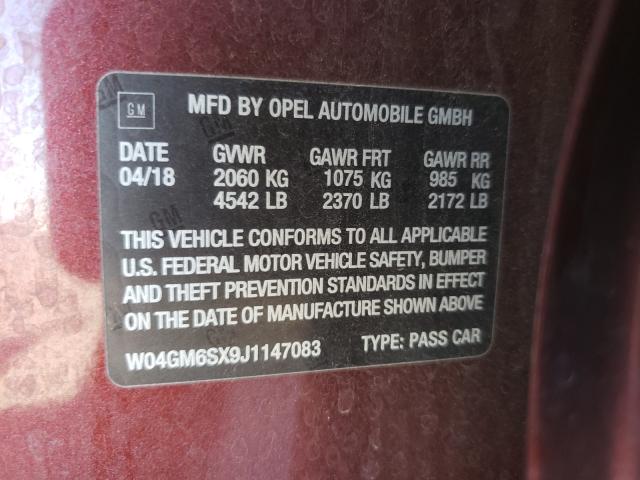 GM MFD BY OPEL AUTOMOBILE GMBH
DATE GVWR GAWR FRT GAWR RR
04/18 2060 KG 1075 KG 985 KG
4542 LB 2370 LB 2172 LB
THIS VEHICLE CONFORMS TO ALL APPLICABLE
U.S. FEDERAL MOTOR VEHICLE SAFETY, BUMPER
AND THEFT PREVENTION STANDARDS IN EFFECT
ON THE DATE OF MANUFACTURE SHOWN ABOVE
W04GM6SX9J1147083 TYPE: PASS CAR